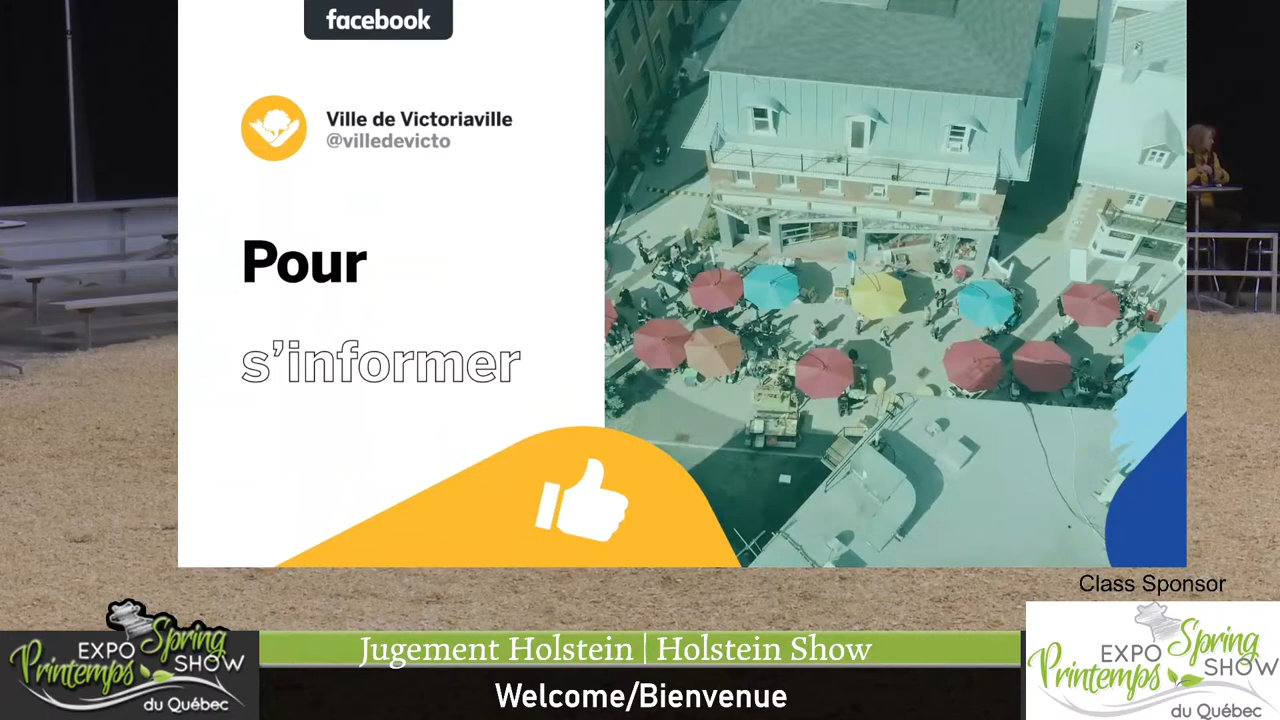 facebook
Ville de Victoriaville
@villedevicto
Pour
s'informer
Class Sponsor
EXPO Spring
Printemps SHOW
du Québec
Jugement Holstein | Holstein Show
Welcome/Bienvenue
EXPO Spring
Printemps SHOW
du Québec